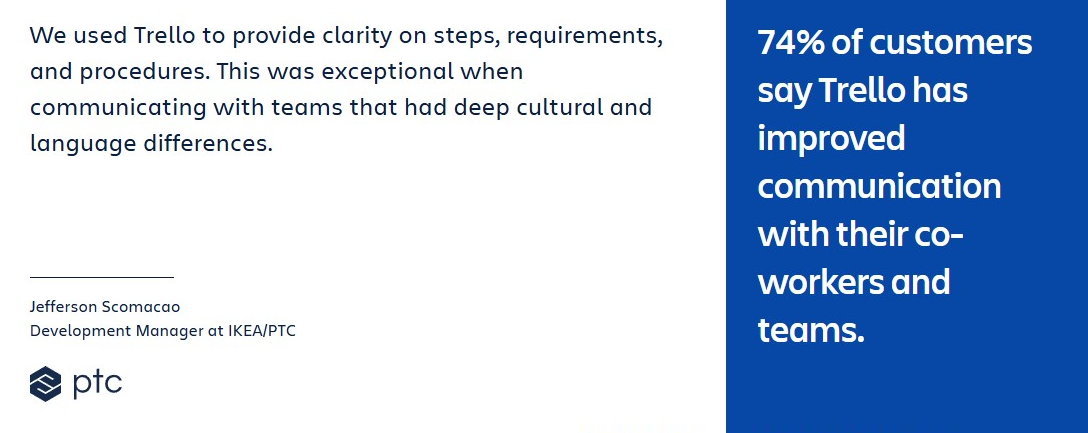 We used Trello to provide clarity on steps, requirements,
and procedures. This was exceptional when
communicating with teams that had deep cultural and
language differences.
Jefferson Scomacao
Development Manager at IKEA/PTC
ptc
74% of customers
say Trello has
improved
communication
with their co-
workers and
teams.